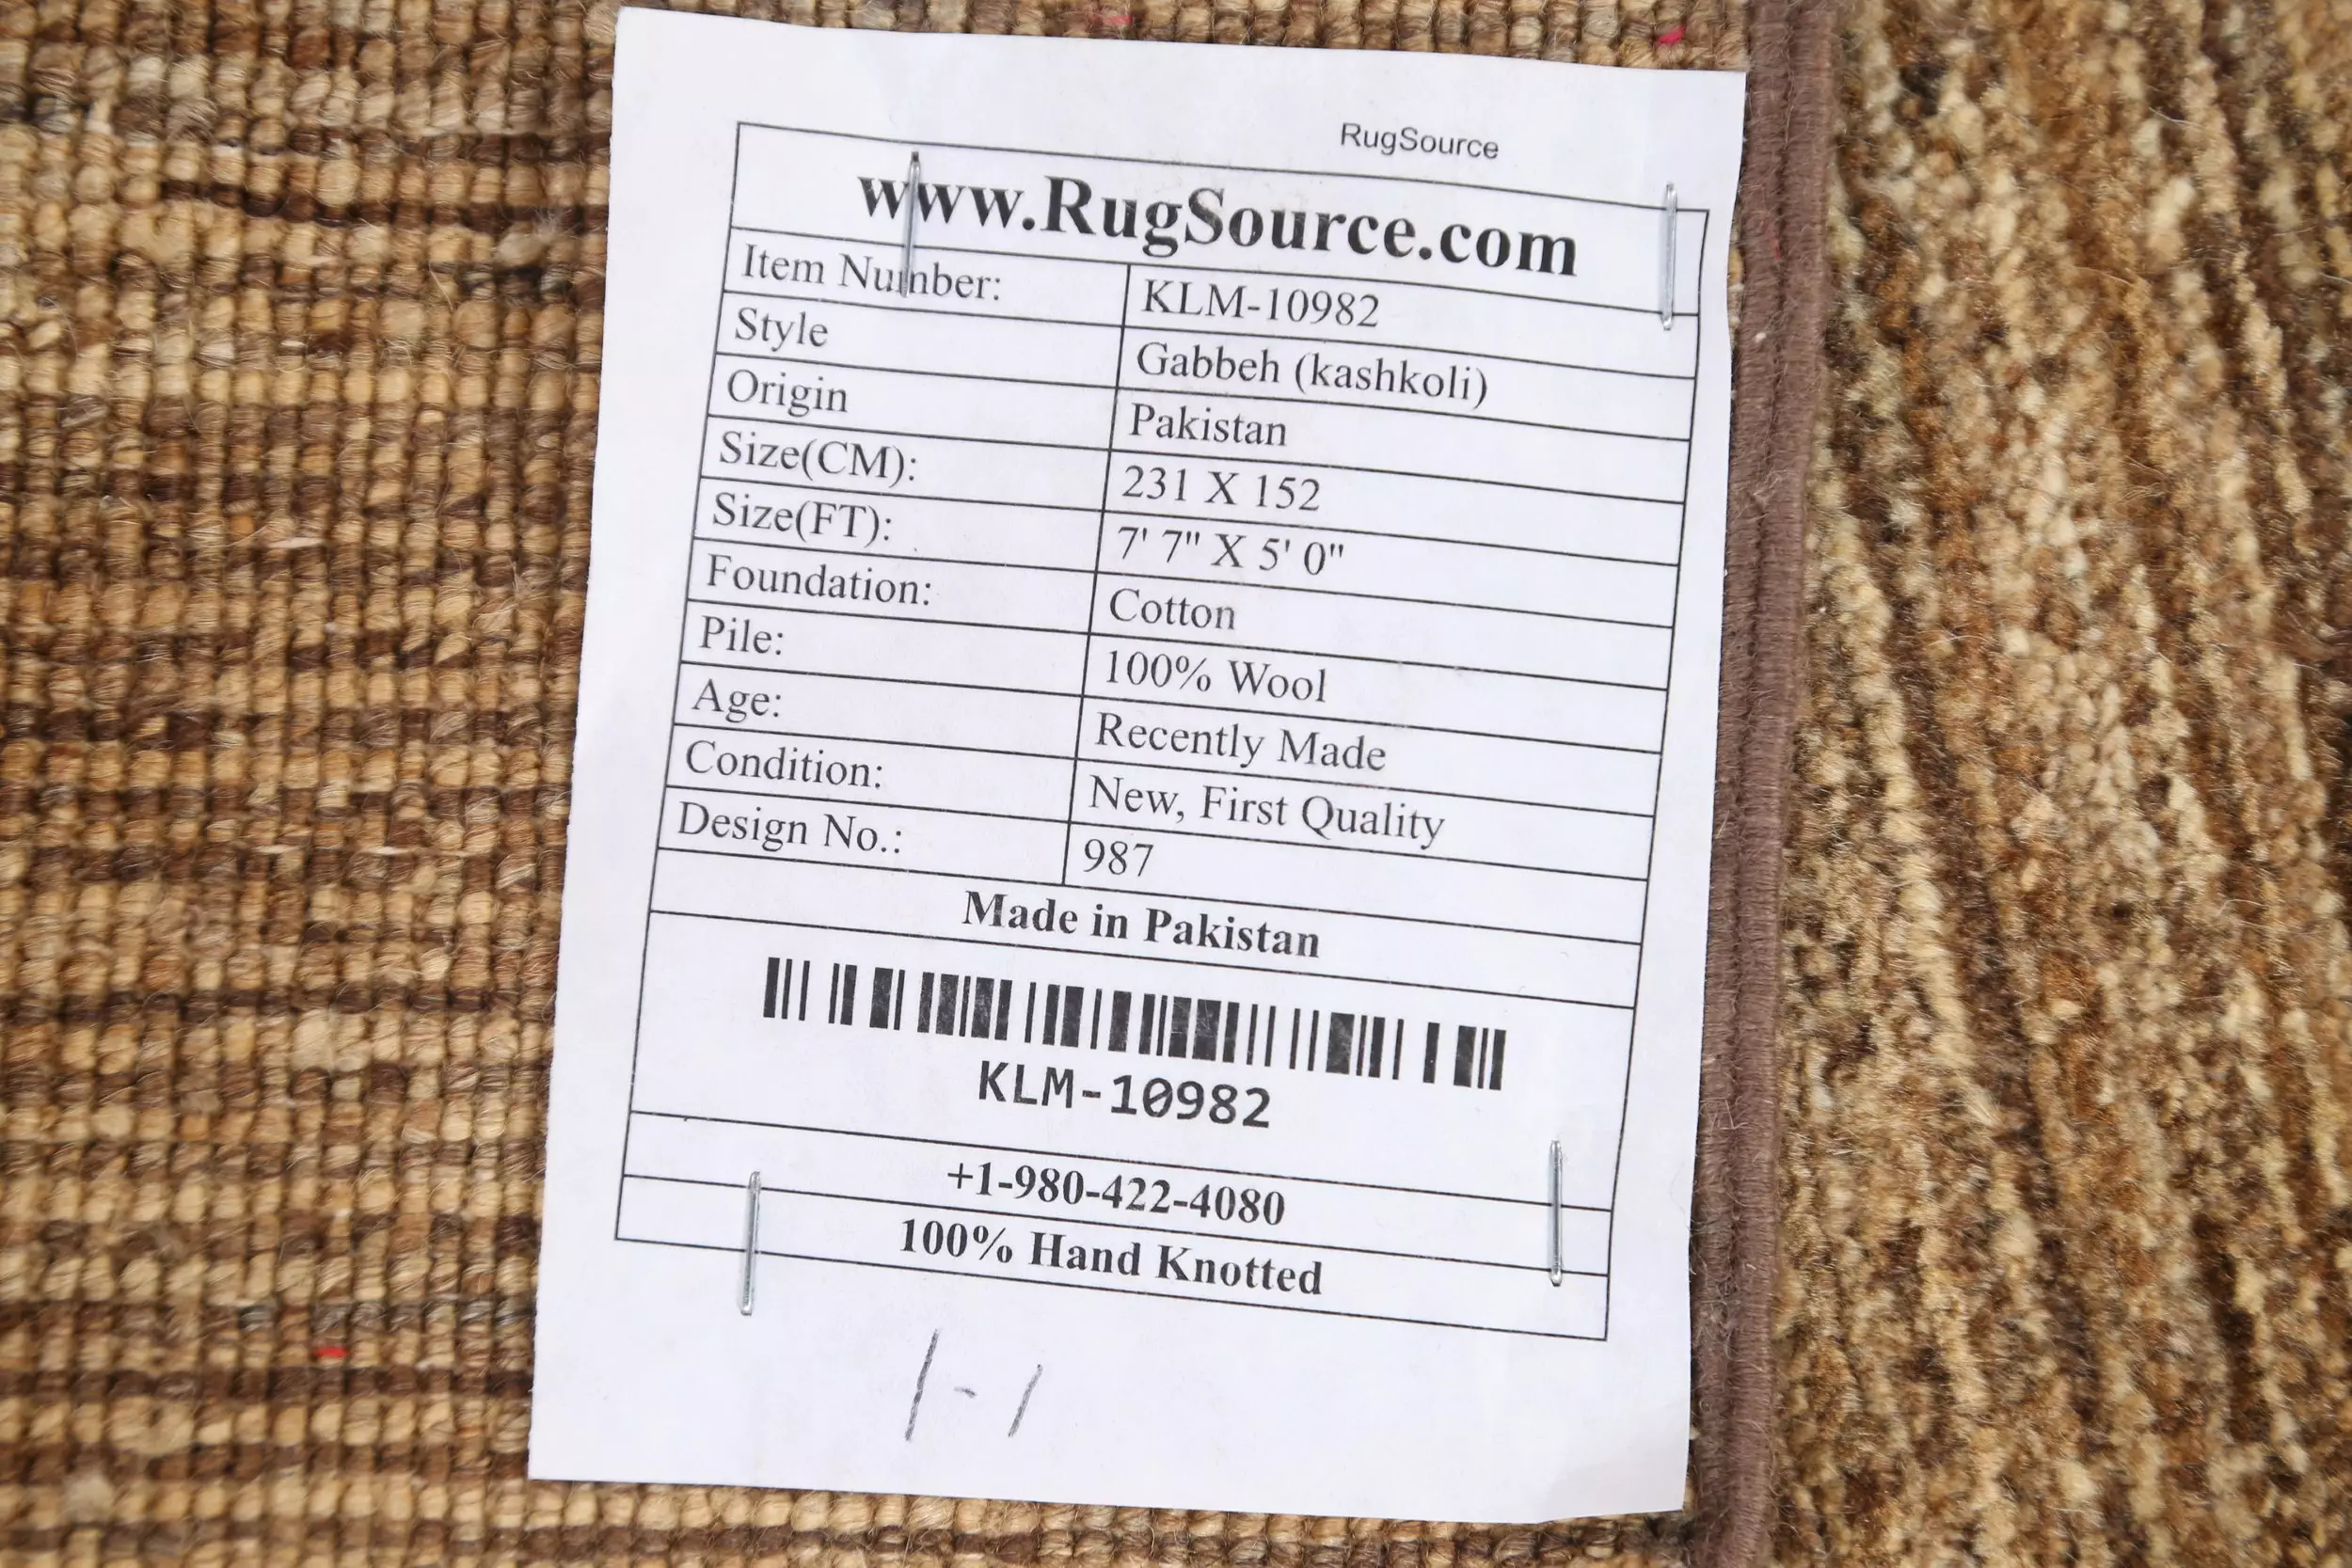 RugSource
www.RugSource.com
Item Number: KLM-10982
Style Gabbeh (kashkoli)
Origin Pakistan
Size(CM): 231 X 152
Size(FT): 7' 7" X 5' 0"
Foundation: Cotton
Pile: 100% Wool
Age: Recently Made
Condition: New, First Quality
Design No.: 987
Made in Pakistan
KLM-10982
+1-980-422-4080
100% Hand Knotted
1-1